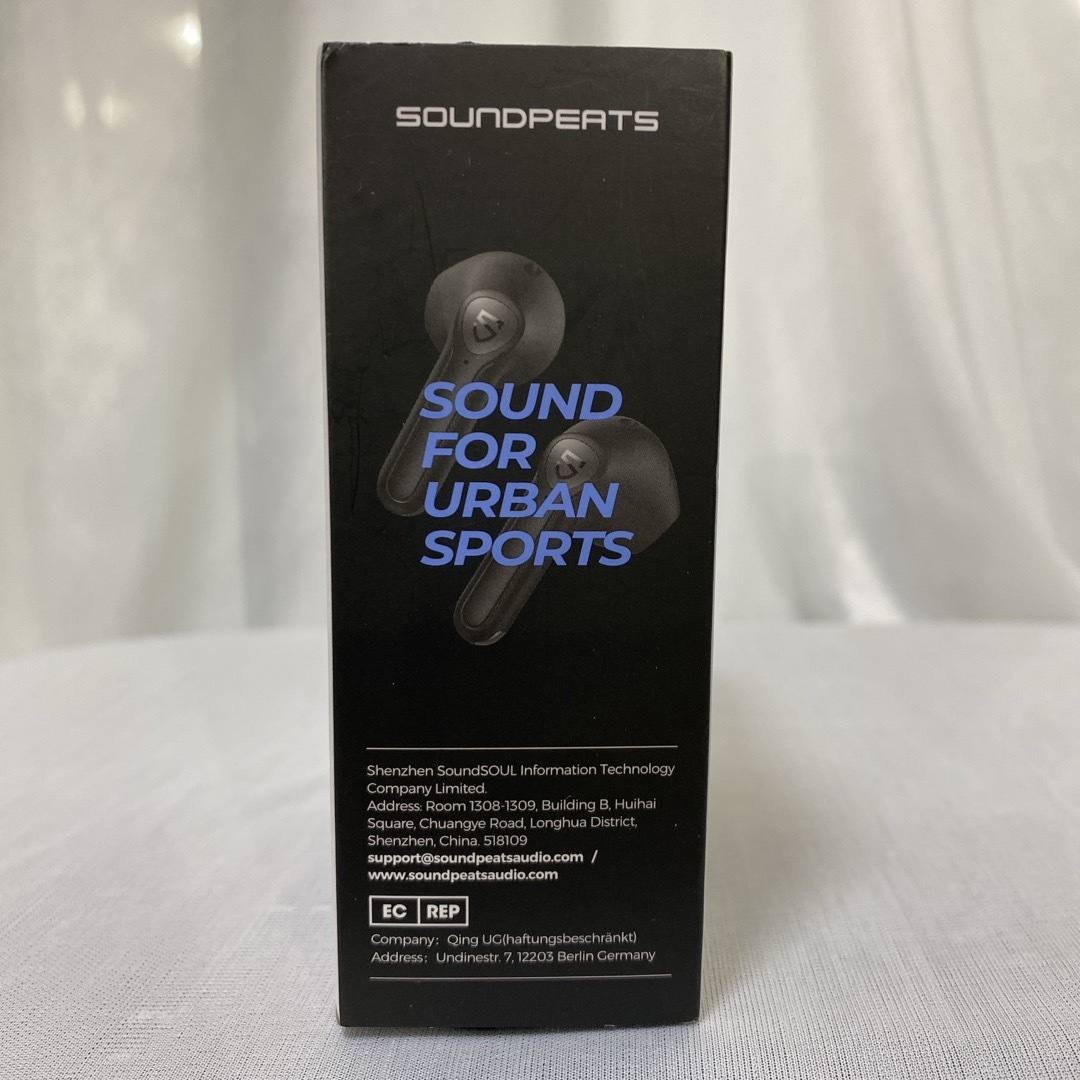 SOUNDPEATS
SOUND
FOR
URBAN
SPORTS
Shenzhen SoundSOUL Information Technology
Company Limited.
Address: Room 1308-1309, Building B, Huihai
Square, Chuangye Road, Longhua District,
Shenzhen, China. 518109
support@soundpeatsaudio.com /
www.soundpeatsaudio.com
EC REP
Company: Qing UG(haftungsbeschränkt)
Address: Undinestr. 7, 12203 Berlin Germany